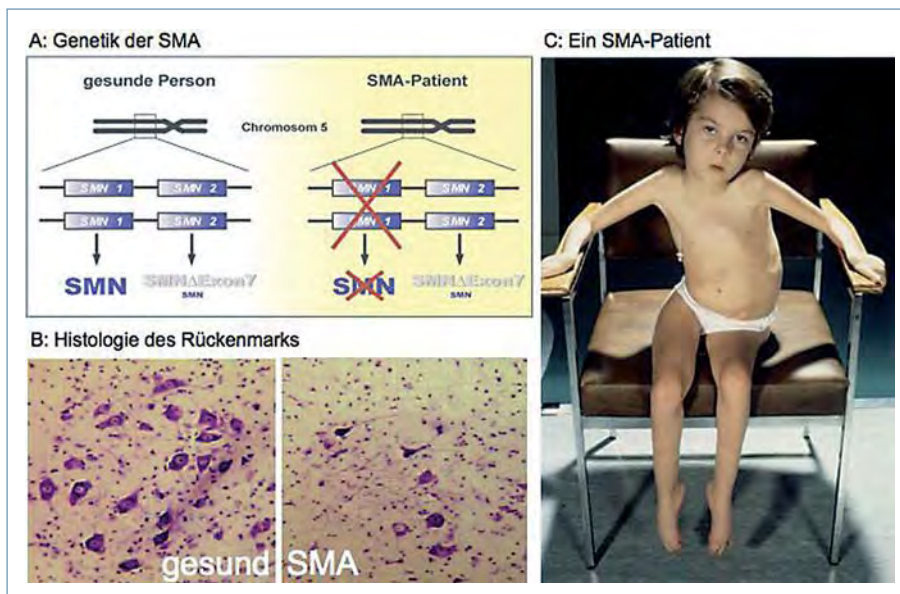 A: Genetik der SMA
gesunde Person
SMA-Patient
Chromosom 5
SMN 1
SMN 2
SMN 1
SMN 2
SMN 1
SMN 2
SMN 1
SMN 2
SMN
SMNΔExon7
SMN
SMN
SMNΔExon7
SMN
B: Histologie des Rückenmarks
gesund
SMA
C: Ein SMA-Patient